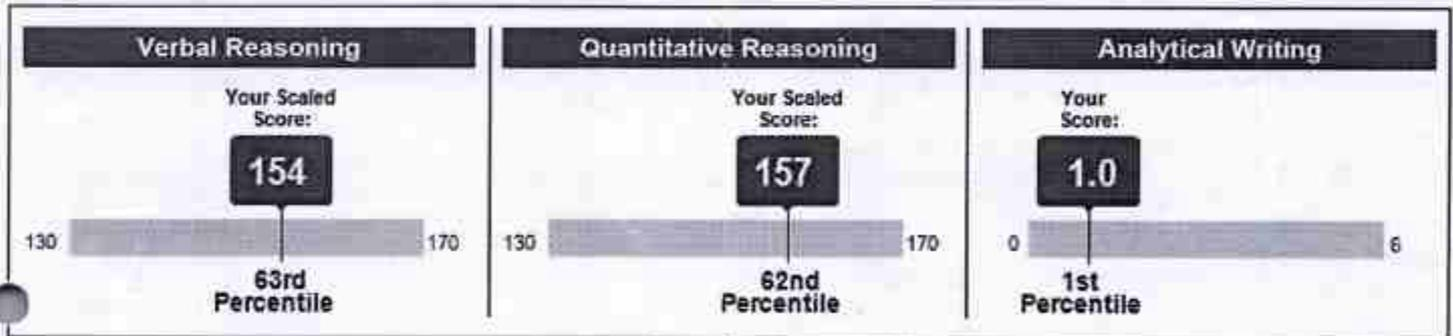 Verbal Reasoning
Your Scaled
Score:
154
130
170
63rd
Percentile
Quantitative Reasoning
Your Scaled
Score:
157
130
170
62nd
Percentile
Analytical Writing
Your
Score:
1.0
0
6
1st
Percentile